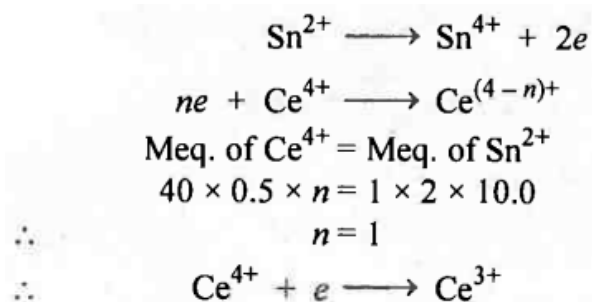 Sn²⁺ ⟶ Sn⁴⁺ + 2e
ne + Ce⁴⁺ ⟶ Ce⁽⁴⁻ⁿ⁾⁺
Meq. of Ce⁴⁺ = Meq. of Sn²⁺
40 × 0.5 × n = 1 × 2 × 10.0
∴ n = 1
∴ Ce⁴⁺ + e ⟶ Ce³⁺